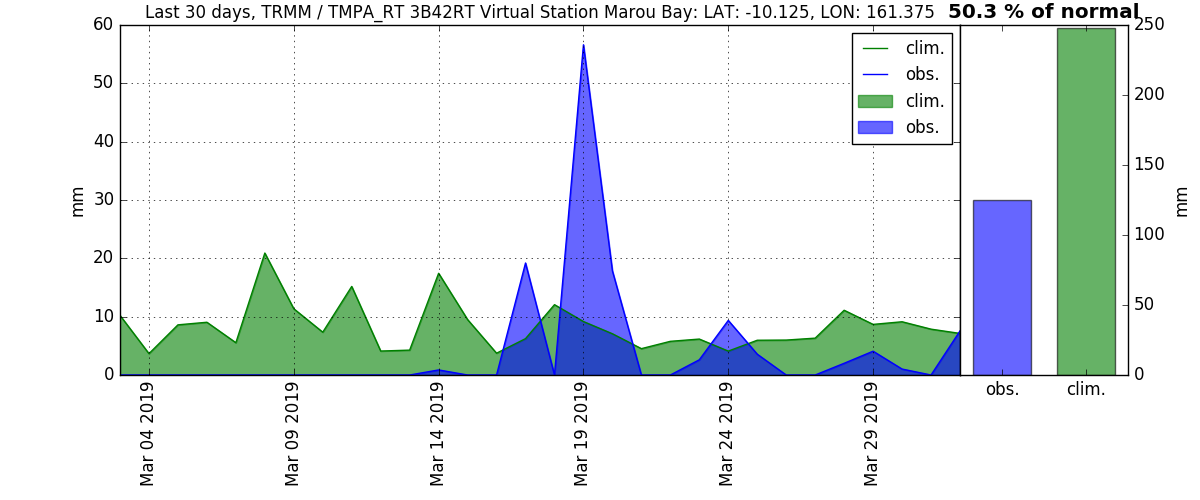 Last 30 days, TRMM / TMPA_RT 3B42RT Virtual Station Marou Bay: LAT: -10.125, LON: 161.375
50.3 % of normal
60
50
40
30
20
10
0
mm
clim.
obs.
clim.
obs.
Mar 04 2019
Mar 09 2019
Mar 14 2019
Mar 19 2019
Mar 24 2019
Mar 29 2019
250
200
150
100
50
0
mm
obs.
clim.